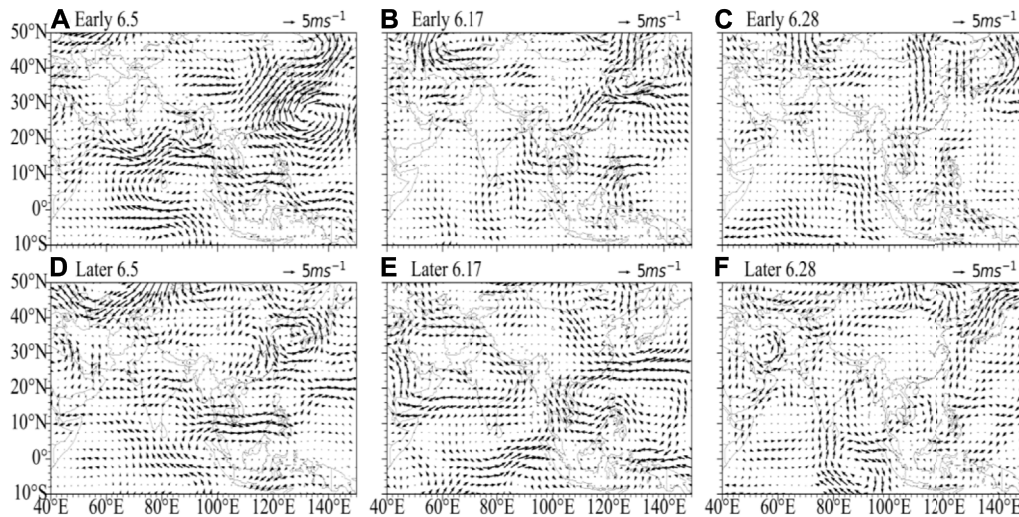 A Early 6.5 → 5ms⁻¹ B Early 6.17 → 5ms⁻¹ C Early 6.28 → 5ms⁻¹
50°N
40°N
30°N
20°N
10°N
0°
10°S
D Later 6.5 → 5ms⁻¹ E Later 6.17 → 5ms⁻¹ F Later 6.28 → 5ms⁻¹
50°N
40°N
30°N
20°N
10°N
0°
10°S
40°E 60°E 80°E 100°E 120°E 140°E 40°E 60°E 80°E 100°E 120°E 140°E 40°E 60°E 80°E 100°E 120°E 140°E